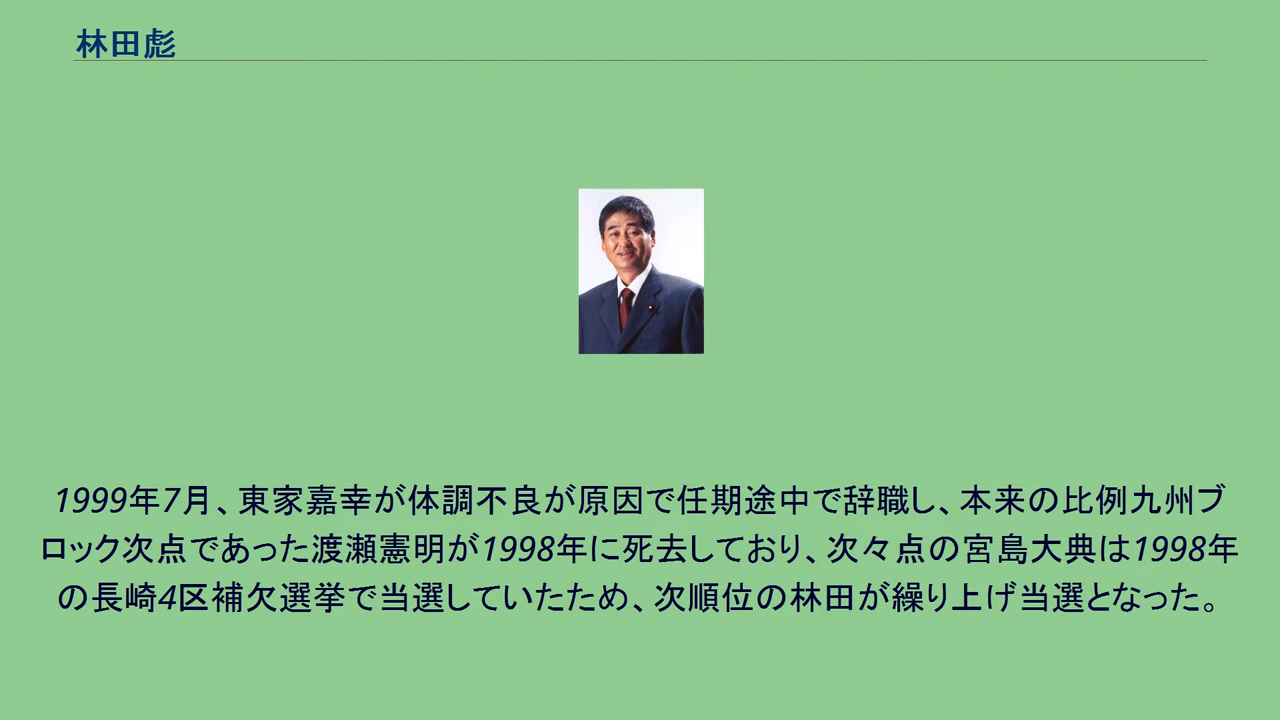 林田彪
1999年7月、東家嘉幸が体調不良が原因で任期途中で辞職し、本来の比例九州ブ
ロック次点であった渡瀬憲明が1998年に死去しており、次々点の宮島大典は1998年
の長崎4区補欠選挙で当選していたため、次順位の林田が繰り上げ当選となった。